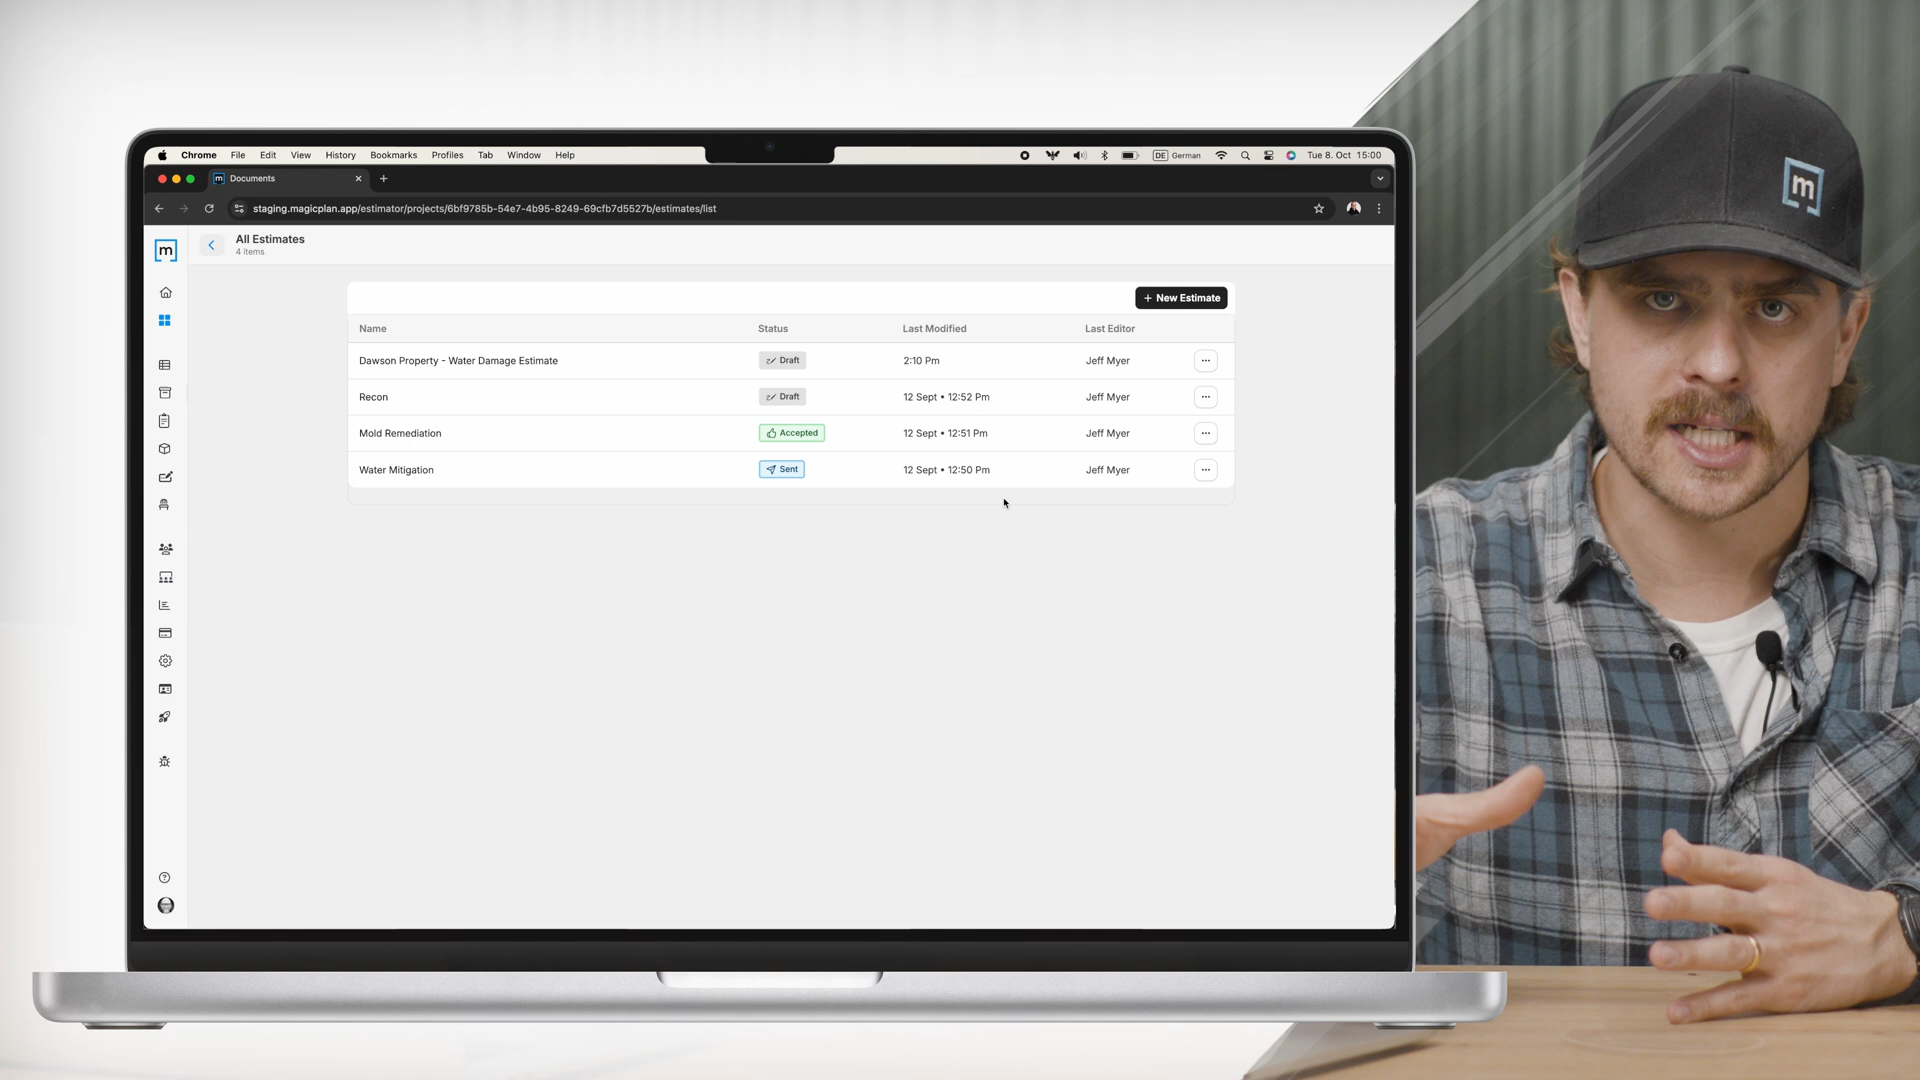 Chrome File Edit View History Bookmarks Profiles Tab Window Help DE German Tue 8. Oct 15:00
m Documents
staging.magicplan.app/estimator/projects/6bf9785b-54e7-4b95-8249-69cfb7d5527b/estimates/list
m All Estimates
4 items
+ New Estimate
Name Status Last Modified Last Editor
Dawson Property - Water Damage Estimate Draft 2:10 Pm Jeff Myer
Recon Draft 12 Sept • 12:52 Pm Jeff Myer
Mold Remediation Accepted 12 Sept • 12:51 Pm Jeff Myer
Water Mitigation Sent 12 Sept • 12:50 Pm Jeff Myer
m